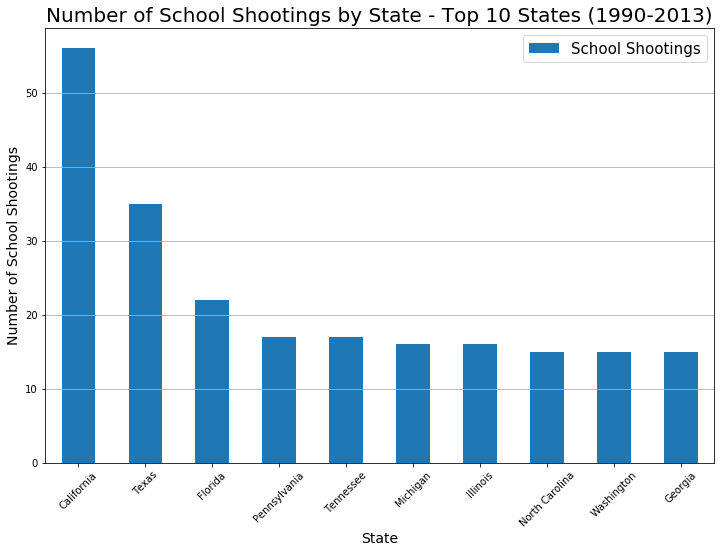 Number of School Shootings by State - Top 10 States (1990-2013)
School Shootings
Number of School Shootings
50
40
30
20
10
0
California
Texas
Florida
Pennsylvania
Tennessee
Michigan
Illinois
North Carolina
Washington
Georgia
State